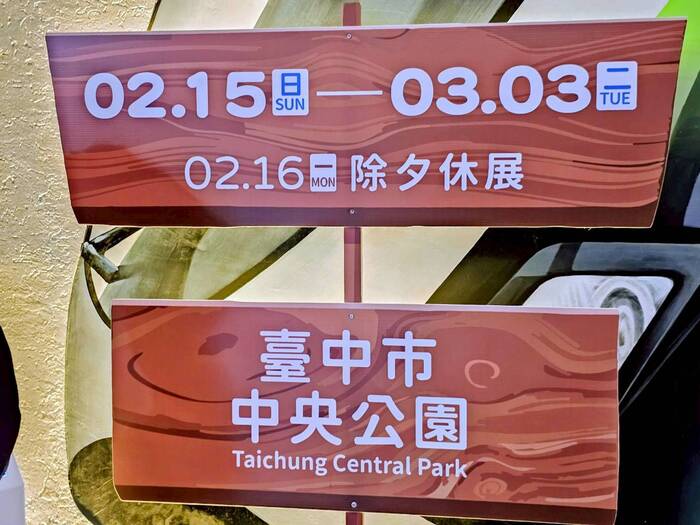 02.15日SUN—03.03二TUE
02.16一MON 除夕休展
臺中市
中央公園
Taichung Central Park